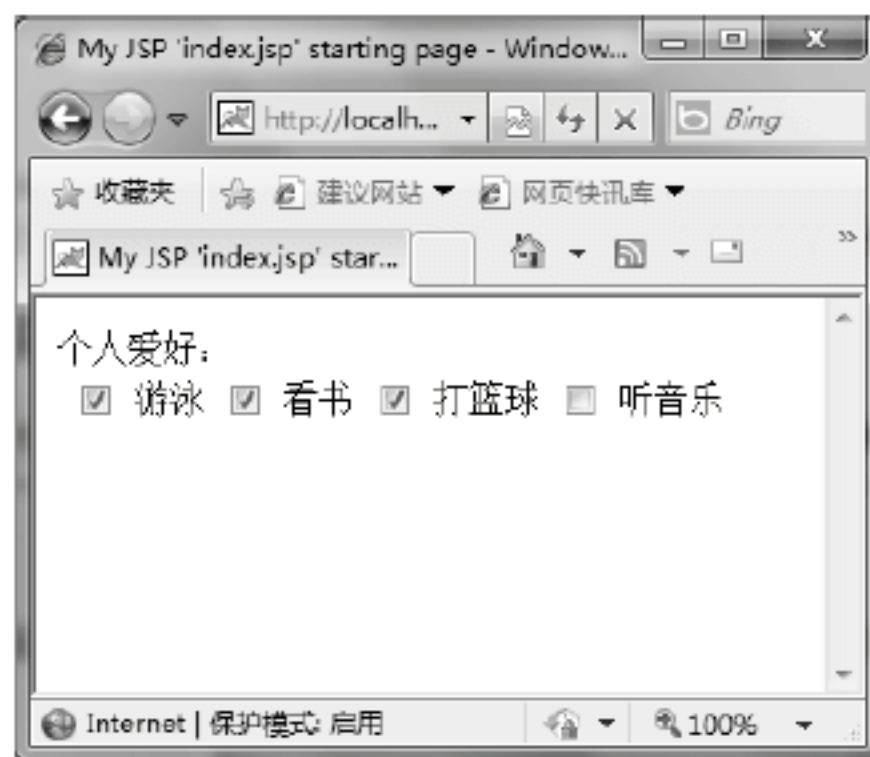 My JSP 'index.jsp' starting page - Window...
http://localh... Bing
收藏夹 建议网站 网页快讯库
My JSP 'index.jsp' star...
个人爱好：
游泳 看书 打篮球 听音乐
Internet | 保护模式: 启用 100%